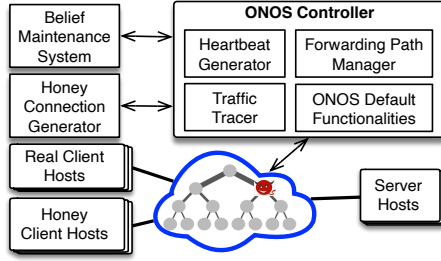 Belief
Maintenance
System
Honey
Connection
Generator
Real Client
Hosts
Honey
Client Hosts
ONOS Controller
Heartbeat
Generator
Forwarding Path
Manager
Traffic
Tracer
ONOS Default
Functionalities
Server
Hosts